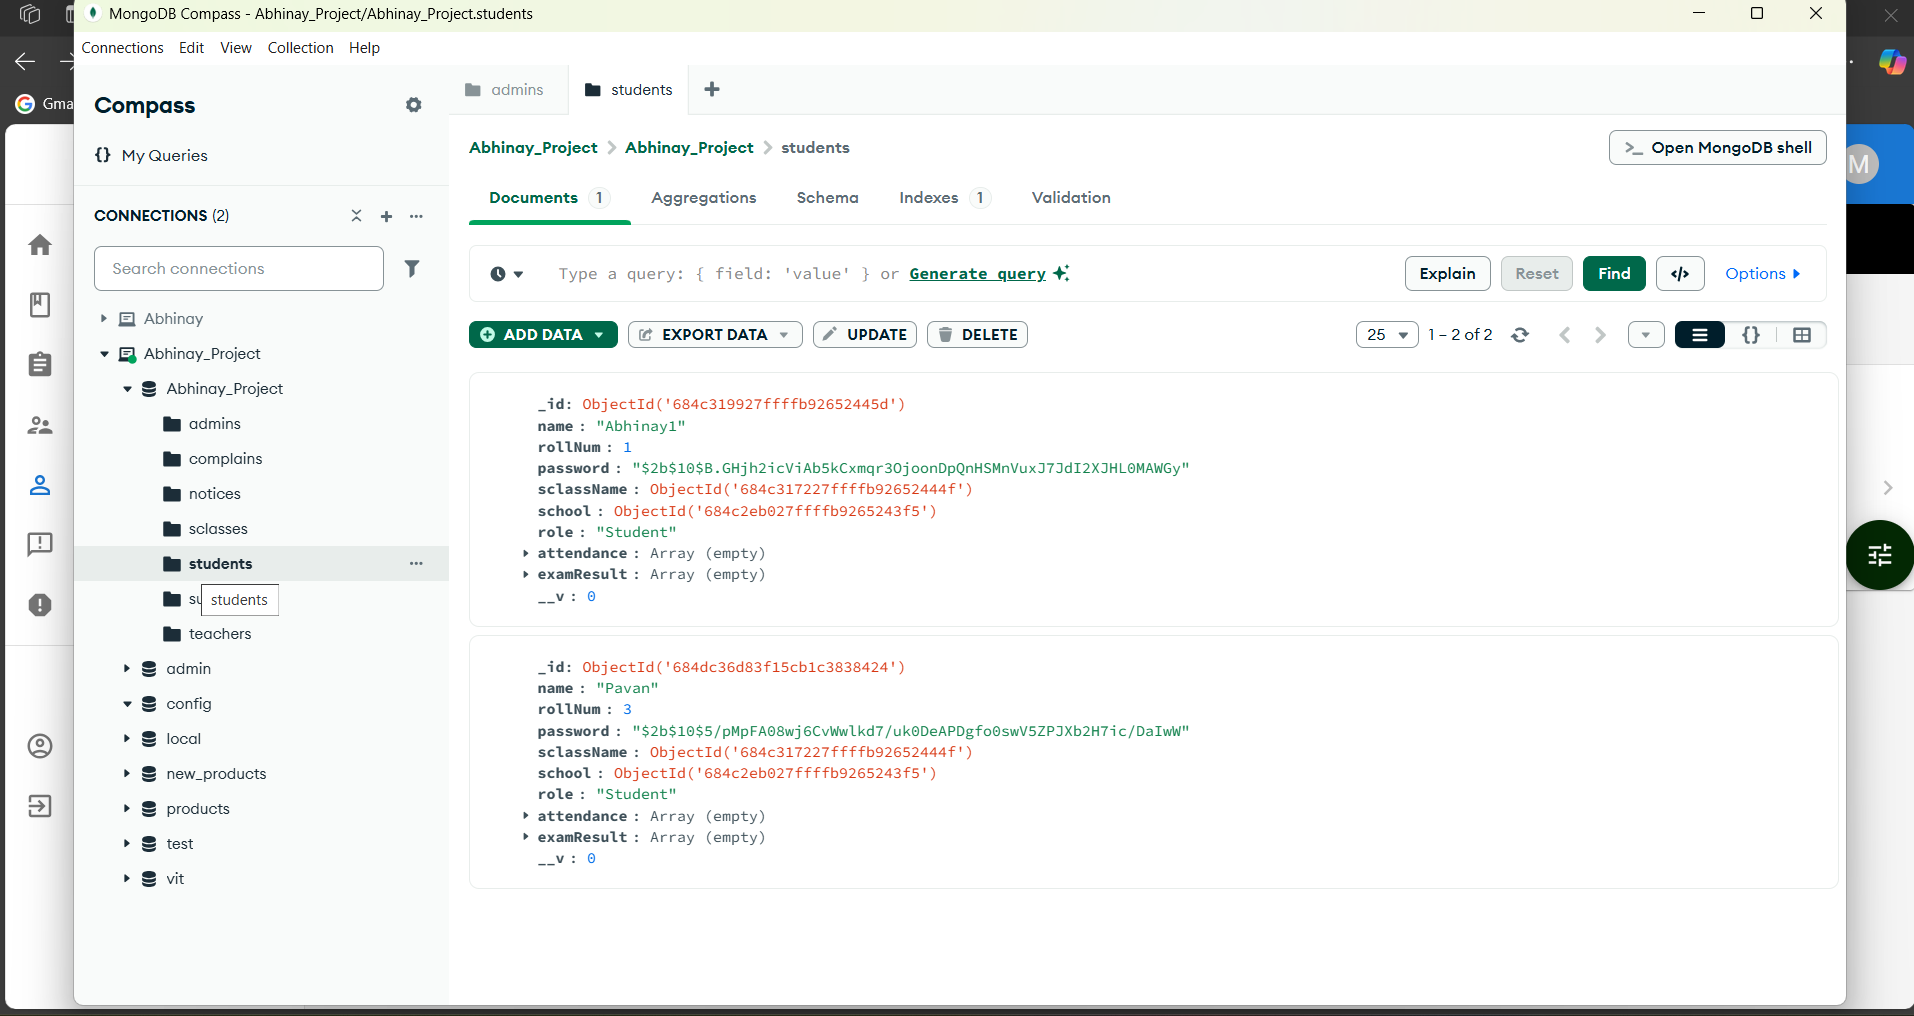 MongoDB Compass - Abhinay_Project/Abhinay_Project.students
Connections Edit View Collection Help
Gma
Compass
{} My Queries
CONNECTIONS (2)
Search connections
Abhinay
Abhinay_Project
Abhinay_Project
admins
complains
notices
sclasses
students
su
students
teachers
admin
config
local
new_products
products
test
vit
admins students
Abhinay_Project > Abhinay_Project > students
>_ Open MongoDB shell
M
Documents 1 Aggregations Schema Indexes 1 Validation
Type a query: { field: 'value' } or Generate query
Explain Reset Find </> Options
ADD DATA EXPORT DATA UPDATE DELETE
25 1 – 2 of 2 {}
_id: ObjectId('684c319927ffffb92652445d')
name : "Abhinay1"
rollNum : 1
password : "$2b$10$B.GHjh2icViAb5kCxmqr3OjoonDpQnHSMnVuxJ7JdI2XJHL0MAWGy"
sclassName : ObjectId('684c317227ffffb92652444f')
school : ObjectId('684c2eb027ffffb9265243f5')
role : "Student"
attendance : Array (empty)
examResult : Array (empty)
__v : 0
_id: ObjectId('684dc36d83f15cb1c3838424')
name : "Pavan"
rollNum : 3
password : "$2b$10$5/pMpFA08wj6CvWwlkd7/uk0DeAPDgfo0swV5ZPJXb2H7ic/DaIwW"
sclassName : ObjectId('684c317227ffffb92652444f')
school : ObjectId('684c2eb027ffffb9265243f5')
role : "Student"
attendance : Array (empty)
examResult : Array (empty)
__v : 0